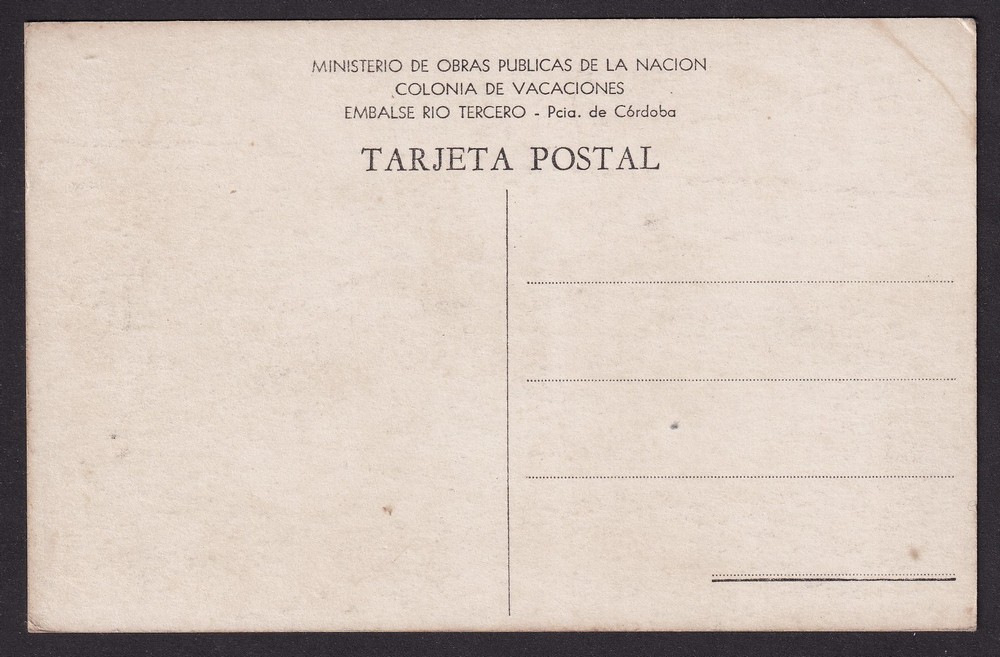 MINISTERIO DE OBRAS PUBLICAS DE LA NACION
COLONIA DE VACACIONES
EMBALSE RIO TERCERO - Pcia. de Córdoba
TARJETA POSTAL